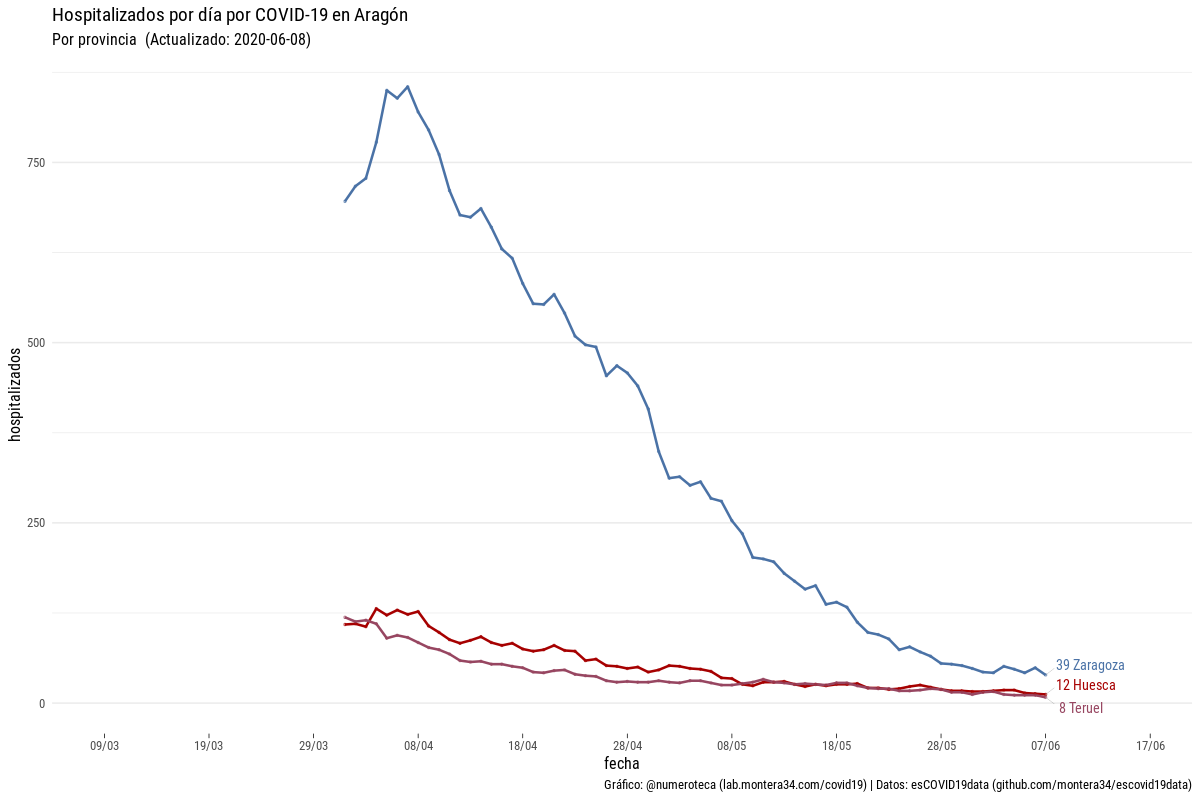 Hospitalizados por día por COVID-19 en Aragón
Por provincia  (Actualizado: 2020-06-08)
750
500
250
0
hospitalizados
39 Zaragoza
12 Huesca
8 Teruel
09/03
19/03
29/03
08/04
18/04
28/04
08/05
18/05
28/05
07/06
17/06
fecha
Gráfico: @numeroteca (lab.montera34.com/covid19) | Datos: esCOVID19data (github.com/montera34/escovid19data)